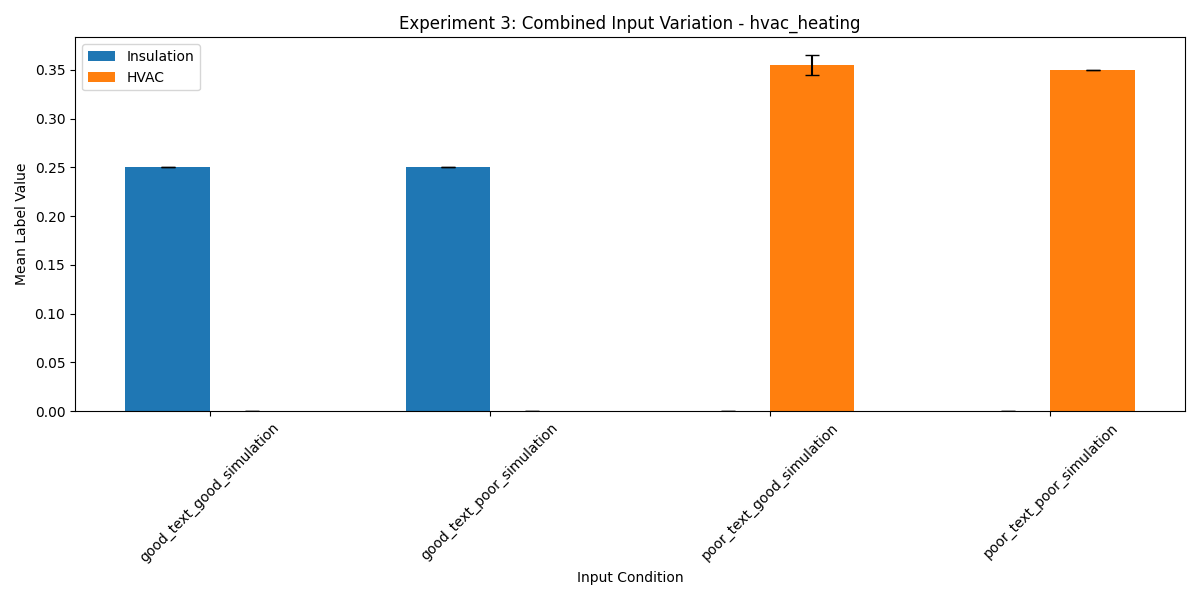 Experiment 3: Combined Input Variation - hvac_heating
Insulation
HVAC
Mean Label Value
0.35
0.30
0.25
0.20
0.15
0.10
0.05
0.00
good_text_good_simulation
good_text_poor_simulation
poor_text_good_simulation
poor_text_poor_simulation
Input Condition